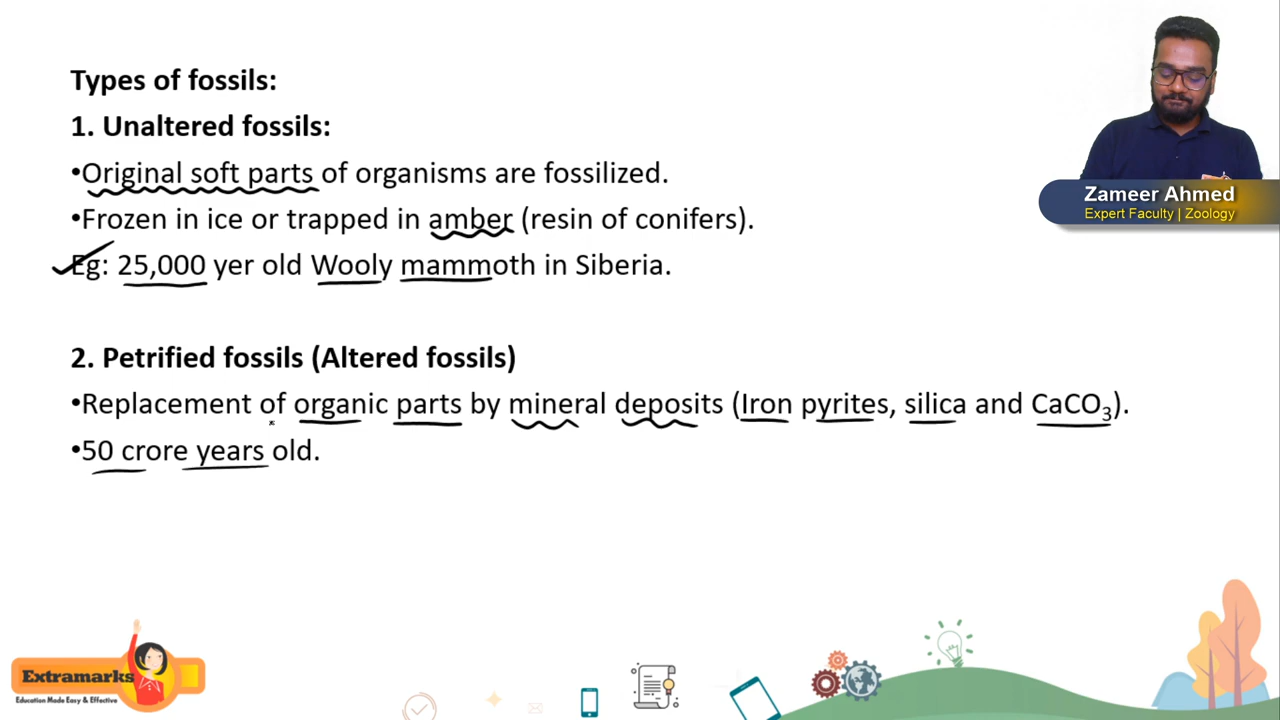 Types of fossils:
1. Unaltered fossils:
•Original soft parts of organisms are fossilized.
•Frozen in ice or trapped in amber (resin of conifers).
Eg: 25,000 yer old Wooly mammoth in Siberia.
2. Petrified fossils (Altered fossils)
•Replacement of organic parts by mineral deposits (Iron pyrites, silica and CaCO₃).
•50 crore years old.
Zameer Ahmed
Expert Faculty | Zoology
Extramarks
Education Made Easy & Effective